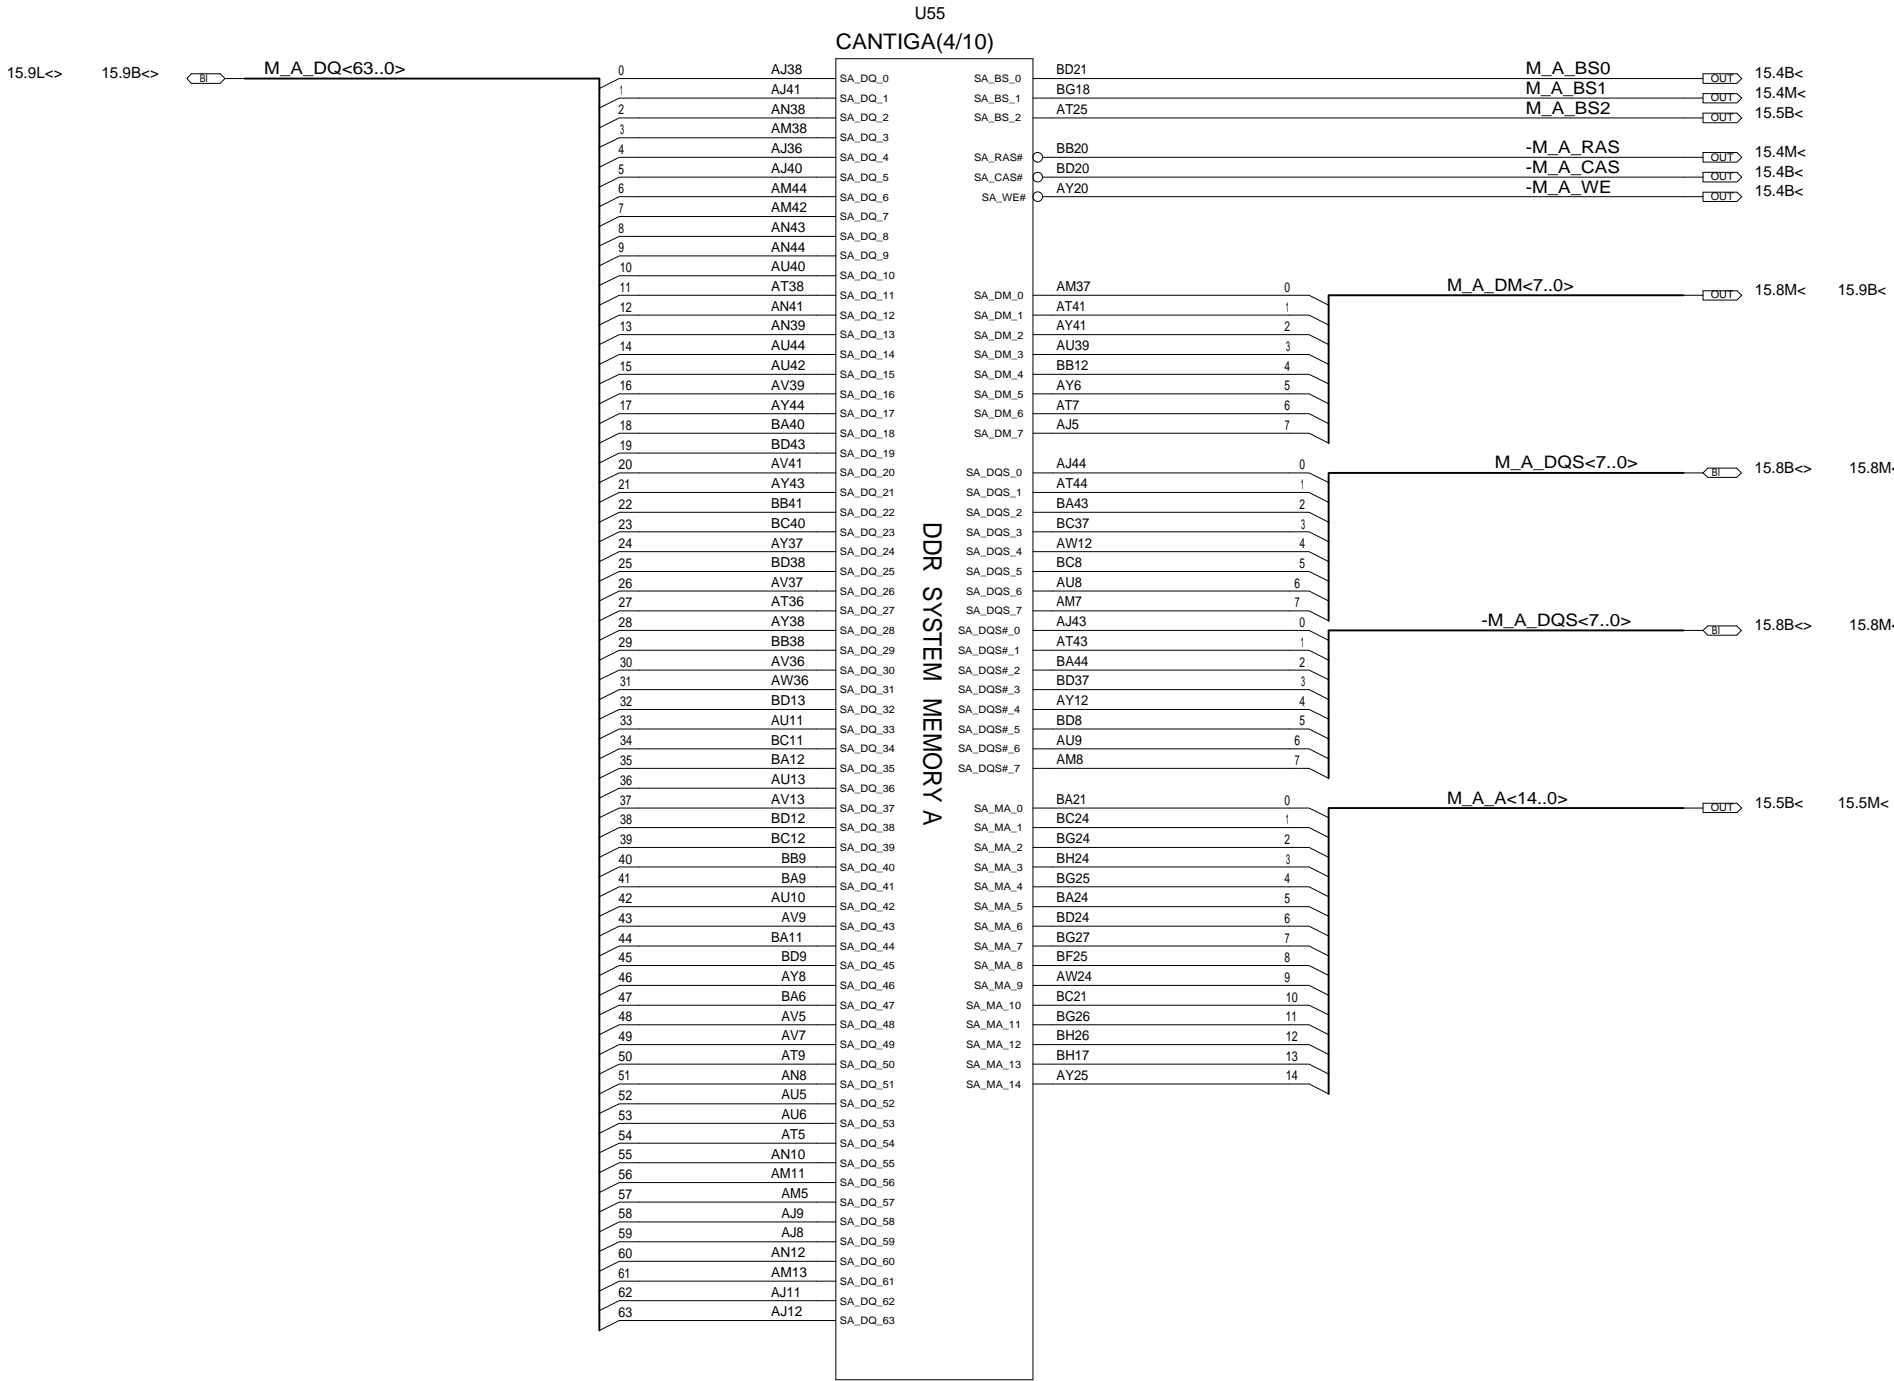 U55
CANTIGA(4/10)
15.9L<> 15.9B<> BI M_A_DQ<63..0>
0 AJ38 SA_DQ_0
1 AJ41 SA_DQ_1
2 AN38 SA_DQ_2
3 AM38 SA_DQ_3
4 AJ36 SA_DQ_4
5 AJ40 SA_DQ_5
6 AM44 SA_DQ_6
7 AM42 SA_DQ_7
8 AN43 SA_DQ_8
9 AN44 SA_DQ_9
10 AU40 SA_DQ_10
11 AT38 SA_DQ_11
12 AN41 SA_DQ_12
13 AN39 SA_DQ_13
14 AU44 SA_DQ_14
15 AU42 SA_DQ_15
16 AV39 SA_DQ_16
17 AY44 SA_DQ_17
18 BA40 SA_DQ_18
19 BD43 SA_DQ_19
20 AV41 SA_DQ_20
21 AY43 SA_DQ_21
22 BB41 SA_DQ_22
23 BC40 SA_DQ_23
24 AY37 SA_DQ_24
25 BD38 SA_DQ_25
26 AV37 SA_DQ_26
27 AT36 SA_DQ_27
28 AY38 SA_DQ_28
29 BB38 SA_DQ_29
30 AV36 SA_DQ_30
31 AW36 SA_DQ_31
32 BD13 SA_DQ_32
33 AU11 SA_DQ_33
34 BC11 SA_DQ_34
35 BA12 SA_DQ_35
36 AU13 SA_DQ_36
37 AV13 SA_DQ_37
38 BD12 SA_DQ_38
39 BC12 SA_DQ_39
40 BB9 SA_DQ_40
41 BA9 SA_DQ_41
42 AU10 SA_DQ_42
43 AV9 SA_DQ_43
44 BA11 SA_DQ_44
45 BD9 SA_DQ_45
46 AY8 SA_DQ_46
47 BA6 SA_DQ_47
48 AV5 SA_DQ_48
49 AV7 SA_DQ_49
50 AT9 SA_DQ_50
51 AN8 SA_DQ_51
52 AU5 SA_DQ_52
53 AU6 SA_DQ_53
54 AT5 SA_DQ_54
55 AN10 SA_DQ_55
56 AM11 SA_DQ_56
57 AM5 SA_DQ_57
58 AJ9 SA_DQ_58
59 AJ8 SA_DQ_59
60 AN12 SA_DQ_60
61 AM13 SA_DQ_61
62 AJ11 SA_DQ_62
63 AJ12 SA_DQ_63
DDR SYSTEM MEMORY A
SA_BS_0 BD21 M_A_BS0 OUT 15.4B<
SA_BS_1 BG18 M_A_BS1 OUT 15.4M<
SA_BS_2 AT25 M_A_BS2 OUT 15.5B<
SA_RAS# BB20 -M_A_RAS OUT 15.4M<
SA_CAS# BD20 -M_A_CAS OUT 15.4B<
SA_WE# AY20 -M_A_WE OUT 15.4B<
SA_DM_0 AM37 0 M_A_DM<7..0> OUT 15.8M< 15.9B<
SA_DM_1 AT41 1
SA_DM_2 AY41 2
SA_DM_3 AU39 3
SA_DM_4 BB12 4
SA_DM_5 AY6 5
SA_DM_6 AT7 6
SA_DM_7 AJ5 7
SA_DQS_0 AJ44 0 M_A_DQS<7..0> BI 15.8B<> 15.8M<
SA_DQS_1 AT44 1
SA_DQS_2 BA43 2
SA_DQS_3 BC37 3
SA_DQS_4 AW12 4
SA_DQS_5 BC8 5
SA_DQS_6 AU8 6
SA_DQS_7 AM7 7
SA_DQS#_0 AJ43 0 -M_A_DQS<7..0> BI 15.8B<> 15.8M<
SA_DQS#_1 AT43 1
SA_DQS#_2 BA44 2
SA_DQS#_3 BD37 3
SA_DQS#_4 AY12 4
SA_DQS#_5 BD8 5
SA_DQS#_6 AU9 6
SA_DQS#_7 AM8 7
SA_MA_0 BA21 0 M_A_A<14..0> OUT 15.5B< 15.5M<
SA_MA_1 BC24 1
SA_MA_2 BG24 2
SA_MA_3 BH24 3
SA_MA_4 BG25 4
SA_MA_5 BA24 5
SA_MA_6 BD24 6
SA_MA_7 BG27 7
SA_MA_8 BF25 8
SA_MA_9 AW24 9
SA_MA_10 BC21 10
SA_MA_11 BG26 11
SA_MA_12 BH26 12
SA_MA_13 BH17 13
SA_MA_14 AY25 14